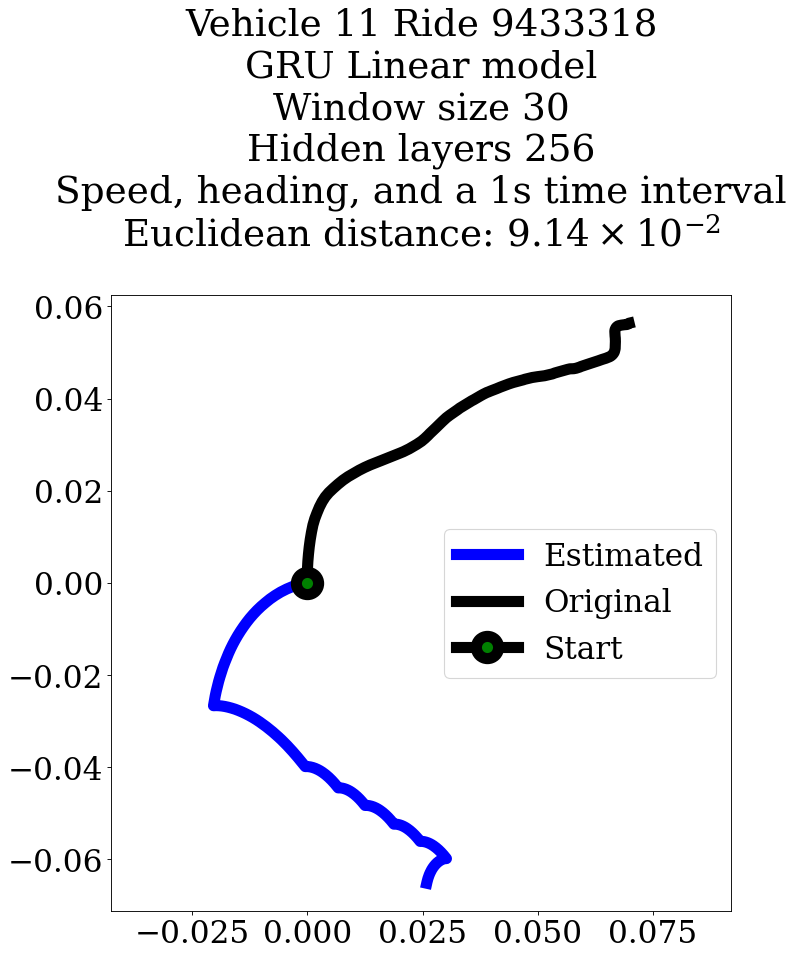 Vehicle 11 Ride 9433318
GRU Linear model
Window size 30
Hidden layers 256
Speed, heading, and a 1s time interval
Euclidean distance: 9.14 × 10⁻²
0.06
0.04
0.02
0.00
−0.02
−0.04
−0.06
Estimated
Original
Start
−0.025 0.000 0.025 0.050 0.075